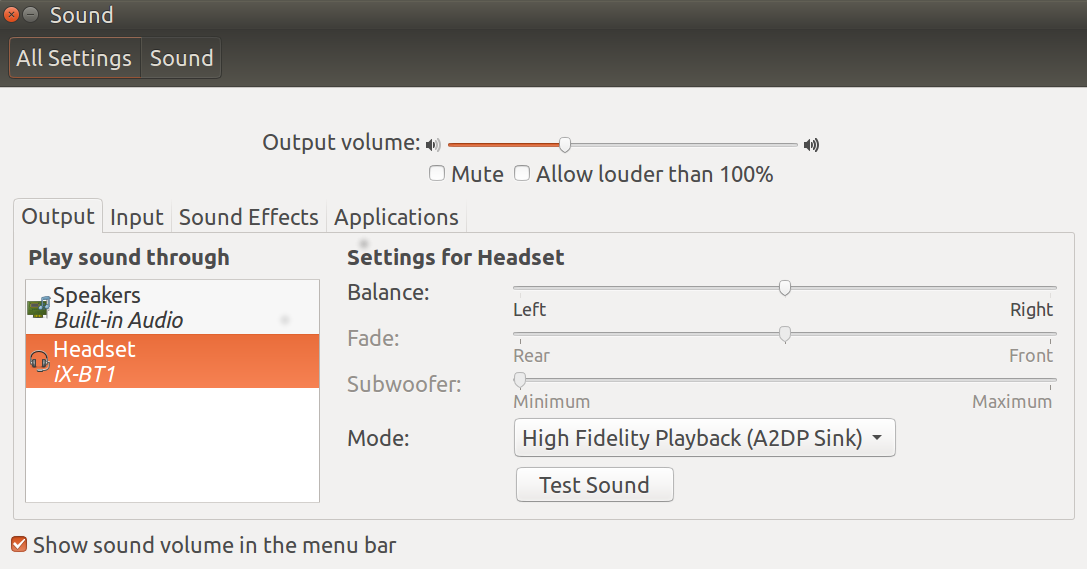 Sound
All Settings Sound
Output volume:
Mute Allow louder than 100%
Output Input Sound Effects Applications
Play sound through
Speakers
Built-in Audio
Headset
iX-BT1
Settings for Headset
Balance:
Left Right
Fade:
Rear Front
Subwoofer:
Minimum Maximum
Mode: High Fidelity Playback (A2DP Sink)
Test Sound
Show sound volume in the menu bar